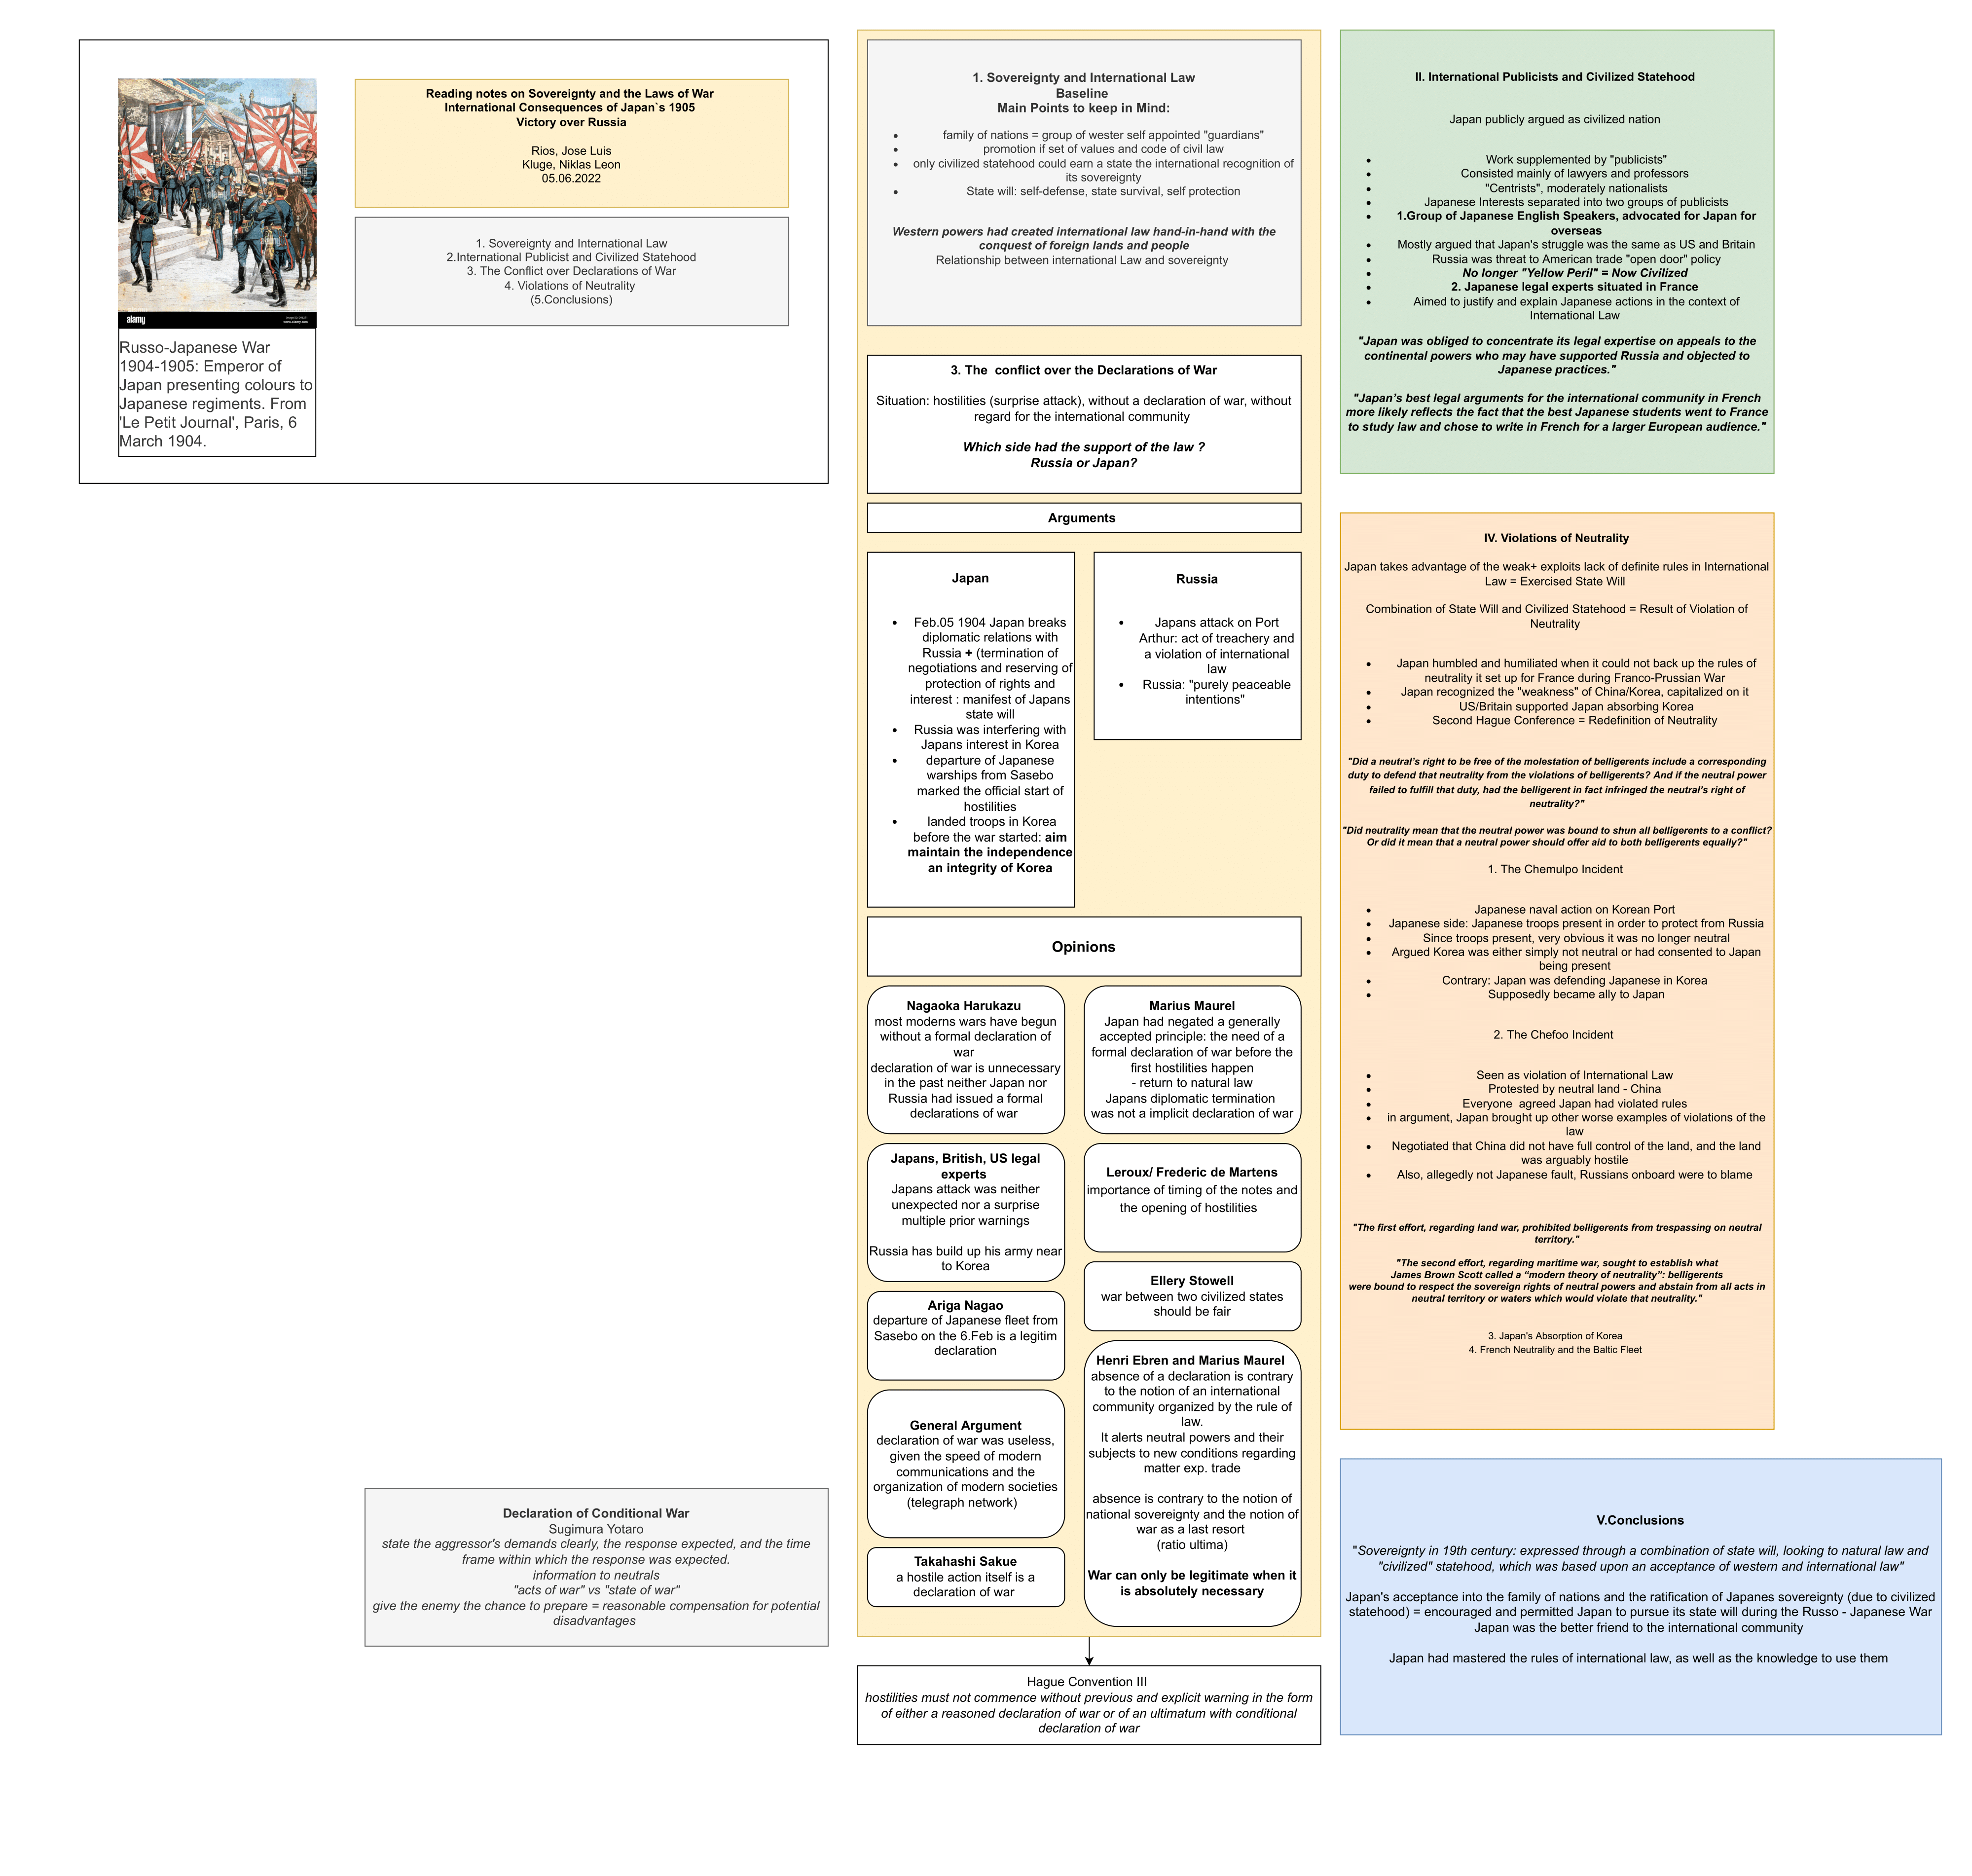 alamy
www.alamy.com
Russo-Japanese War
1904-1905: Emperor of
Japan presenting colours to
Japanese regiments. From
'Le Petit Journal', Paris, 6
March 1904.
Reading notes on Sovereignty and the Laws of War
International Consequences of Japan`s 1905
Victory over Russia
Rios, Jose Luis
Kluge, Niklas Leon
05.06.2022
1. Sovereignty and International Law
2.International Publicist and Civilized Statehood
3. The Conflict over Declarations of War
4. Violations of Neutrality
(5.Conclusions)
1. Sovereignty and International Law
Baseline
Main Points to keep in Mind:
• family of nations = group of wester self appointed "guardians"
• promotion if set of values and code of civil law
• only civilized statehood could earn a state the international recognition of
its sovereignty
• State will: self-defense, state survival, self protection
Western powers had created international law hand-in-hand with the
conquest of foreign lands and people
Relationship between international Law and sovereignty
II. International Publicists and Civilized Statehood
Japan publicly argued as civilized nation
• Work supplemented by "publicists"
• Consisted mainly of lawyers and professors
• "Centrists", moderately nationalists
• Japanese Interests separated into two groups of publicists
• 1.Group of Japanese English Speakers, advocated for Japan for
overseas
• Mostly argued that Japan's struggle was the same as US and Britain
• Russia was threat to American trade "open door" policy
• No longer "Yellow Peril" = Now Civilized
• 2. Japanese legal experts situated in France
• Aimed to justify and explain Japanese actions in the context of
International Law
"Japan was obliged to concentrate its legal expertise on appeals to the
continental powers who may have supported Russia and objected to
Japanese practices."
"Japan’s best legal arguments for the international community in French
more likely reflects the fact that the best Japanese students went to France
to study law and chose to write in French for a larger European audience."
3. The conflict over the Declarations of War
Situation: hostilities (surprise attack), without a declaration of war, without
regard for the international community
Which side had the support of the law ?
Russia or Japan?
Arguments
Japan
• Feb.05 1904 Japan breaks
diplomatic relations with
Russia + (termination of
negotiations and reserving of
protection of rights and
interest : manifest of Japans
state will
• Russia was interfering with
Japans interest in Korea
• departure of Japanese
warships from Sasebo
marked the official start of
hostilities
• landed troops in Korea
before the war started: aim
maintain the independence
an integrity of Korea
Russia
• Japans attack on Port
Arthur: act of treachery and
a violation of international
law
• Russia: "purely peaceable
intentions"
Opinions
Nagaoka Harukazu
most moderns wars have begun
without a formal declaration of
war
declaration of war is unnecessary
in the past neither Japan nor
Russia had issued a formal
declarations of war
Marius Maurel
Japan had negated a generally
accepted principle: the need of a
formal declaration of war before the
first hostilities happen
- return to natural law
Japans diplomatic termination
was not a implicit declaration of war
Japans, British, US legal
experts
Japans attack was neither
unexpected nor a surprise
multiple prior warnings
Russia has build up his army near
to Korea
Leroux/ Frederic de Martens
importance of timing of the notes and
the opening of hostilities
Ellery Stowell
war between two civilized states
should be fair
Ariga Nagao
departure of Japanese fleet from
Sasebo on the 6.Feb is a legitim
declaration
Henri Ebren and Marius Maurel
absence of a declaration is contrary
to the notion of an international
community organized by the rule of
law.
It alerts neutral powers and their
subjects to new conditions regarding
matter exp. trade
absence is contrary to the notion of
national sovereignty and the notion of
war as a last resort
(ratio ultima)
War can only be legitimate when it
is absolutely necessary
General Argument
declaration of war was useless,
given the speed of modern
communications and the
organization of modern societies
(telegraph network)
Takahashi Sakue
a hostile action itself is a
declaration of war
Declaration of Conditional War
Sugimura Yotaro
state the aggressor's demands clearly, the response expected, and the time
frame within which the response was expected.
information to neutrals
"acts of war" vs "state of war"
give the enemy the chance to prepare = reasonable compensation for potential
disadvantages
Hague Convention III
hostilities must not commence without previous and explicit warning in the form
of either a reasoned declaration of war or of an ultimatum with conditional
declaration of war
IV. Violations of Neutrality
Japan takes advantage of the weak+ exploits lack of definite rules in International
Law = Exercised State Will
Combination of State Will and Civilized Statehood = Result of Violation of
Neutrality
• Japan humbled and humiliated when it could not back up the rules of
neutrality it set up for France during Franco-Prussian War
• Japan recognized the "weakness" of China/Korea, capitalized on it
• US/Britain supported Japan absorbing Korea
• Second Hague Conference = Redefinition of Neutrality
"Did a neutral’s right to be free of the molestation of belligerents include a corresponding
duty to defend that neutrality from the violations of belligerents? And if the neutral power
failed to fulfill that duty, had the belligerent in fact infringed the neutral’s right of
neutrality?"
"Did neutrality mean that the neutral power was bound to shun all belligerents to a conflict?
Or did it mean that a neutral power should offer aid to both belligerents equally?"
1. The Chemulpo Incident
• Japanese naval action on Korean Port
• Japanese side: Japanese troops present in order to protect from Russia
• Since troops present, very obvious it was no longer neutral
• Argued Korea was either simply not neutral or had consented to Japan
being present
• Contrary: Japan was defending Japanese in Korea
• Supposedly became ally to Japan
2. The Chefoo Incident
• Seen as violation of International Law
• Protested by neutral land - China
• Everyone agreed Japan had violated rules
• in argument, Japan brought up other worse examples of violations of the
law
• Negotiated that China did not have full control of the land, and the land
was arguably hostile
• Also, allegedly not Japanese fault, Russians onboard were to blame
"The first effort, regarding land war, prohibited belligerents from trespassing on neutral
territory."
"The second effort, regarding maritime war, sought to establish what
James Brown Scott called a “modern theory of neutrality”: belligerents
were bound to respect the sovereign rights of neutral powers and abstain from all acts in
neutral territory or waters which would violate that neutrality."
3. Japan's Absorption of Korea
4. French Neutrality and the Baltic Fleet
V.Conclusions
"Sovereignty in 19th century: expressed through a combination of state will, looking to natural law and
"civilized" statehood, which was based upon an acceptance of western and international law"
Japan's acceptance into the family of nations and the ratification of Japanes sovereignty (due to civilized
statehood) = encouraged and permitted Japan to pursue its state will during the Russo - Japanese War
Japan was the better friend to the international community
Japan had mastered the rules of international law, as well as the knowledge to use them